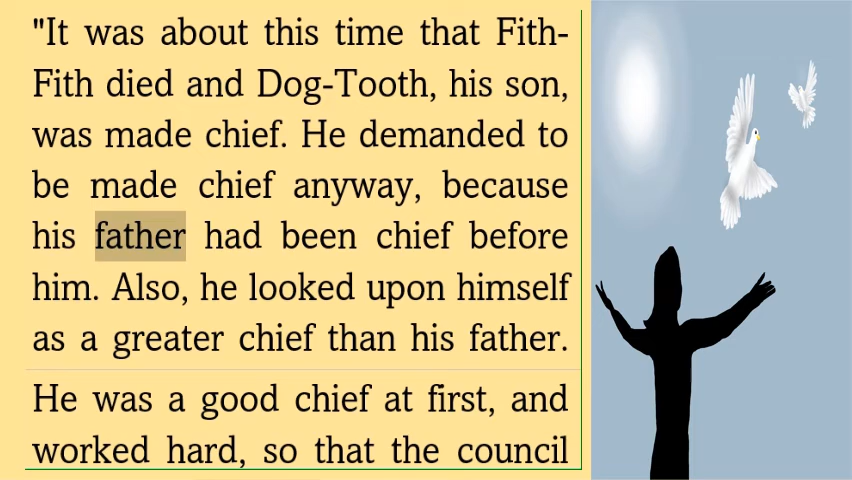 "It was about this time that Fith-
Fith died and Dog-Tooth, his son,
was made chief. He demanded to
be made chief anyway, because
his father had been chief before
him. Also, he looked upon himself
as a greater chief than his father.
He was a good chief at first, and
worked hard, so that the council